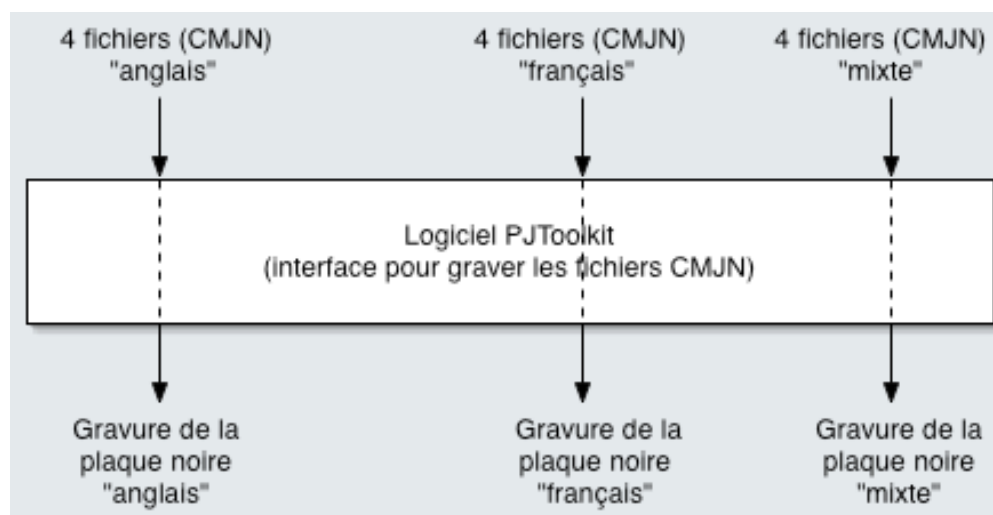 4 fichiers (CMJN)
"anglais"
4 fichiers (CMJN)
"français"
4 fichiers (CMJN)
"mixte"
Logiciel PJToolkit
(interface pour graver les fichiers CMJN)
Gravure de la
plaque noire
"anglais"
Gravure de la
plaque noire
"français"
Gravure de la
plaque noire
"mixte"